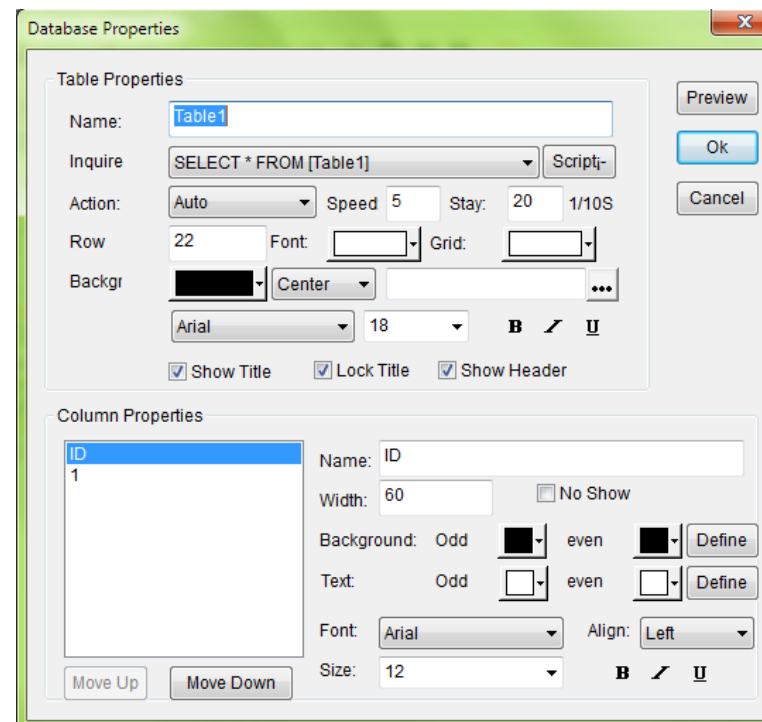 Database Properties
Table Properties
Preview
Name: Table1
Ok
Inquire SELECT * FROM [Table1] Script¡-
Action: Auto Speed 5 Stay: 20 1/10S
Cancel
Row 22 Font: Grid:
Backgr Center ...
Arial 18 B I U
Show Title Lock Title Show Header
Column Properties
ID
1
Name: ID
Width: 60 No Show
Background: Odd even Define
Text: Odd even Define
Font: Arial Align: Left
Size: 12 B I U
Move Up Move Down